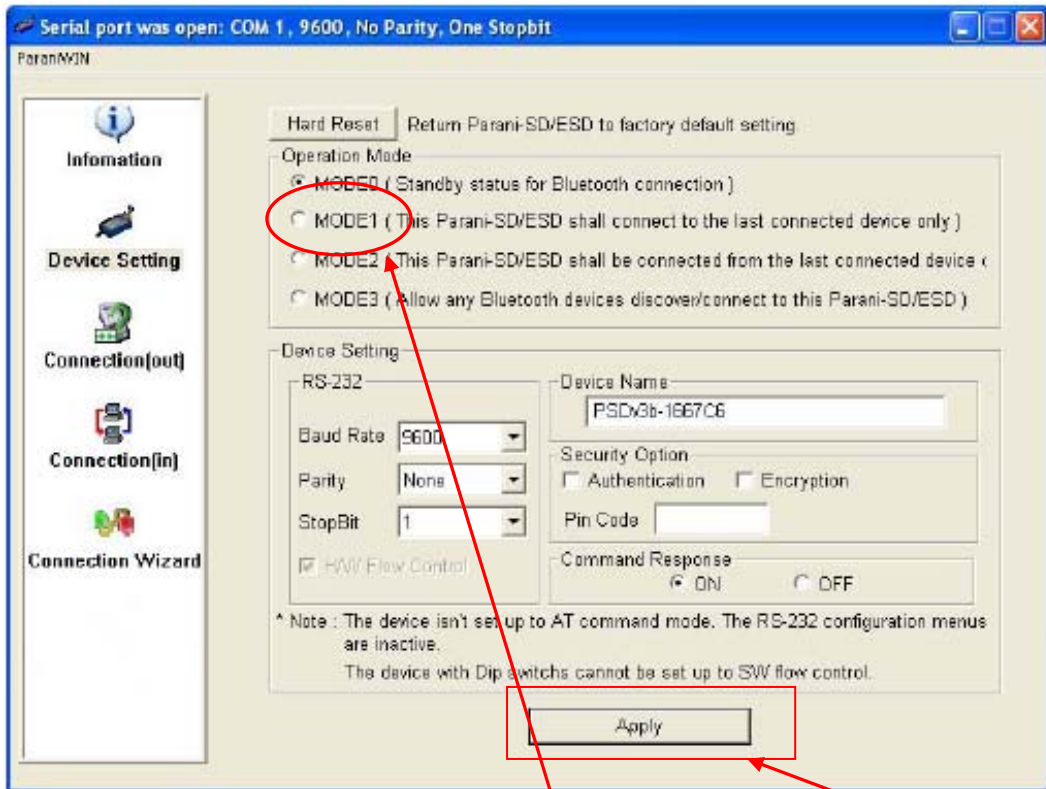 Serial port was open: COM 1, 9600, No Parity, One Stopbit
ParaniWIN
Infomation
Device Setting
Connection(out)
Connection(in)
Connection Wizard
Hard Reset Return Parani-SD/ESD to factory default setting
Operation Mode
MODE0 ( Standby status for Bluetooth connection )
MODE1 ( This Parani-SD/ESD shall connect to the last connected device only )
MODE2 ( This Parani-SD/ESD shall be connected from the last connected device
MODE3 ( Allow any Bluetooth devices discover/connect to this Parani-SD/ESD )
Device Setting
RS-232
Baud Rate 9600
Parity None
StopBit 1
H/W Flow Control
Device Name
PSDv3b-1667C6
Security Option
Authentication Encryption
Pin Code
Command Response
ON OFF
* Note : The device isn't set up to AT command mode. The RS-232 configuration menus
are inactive.
The device with Dip switchs cannot be set up to SW flow control.
Apply